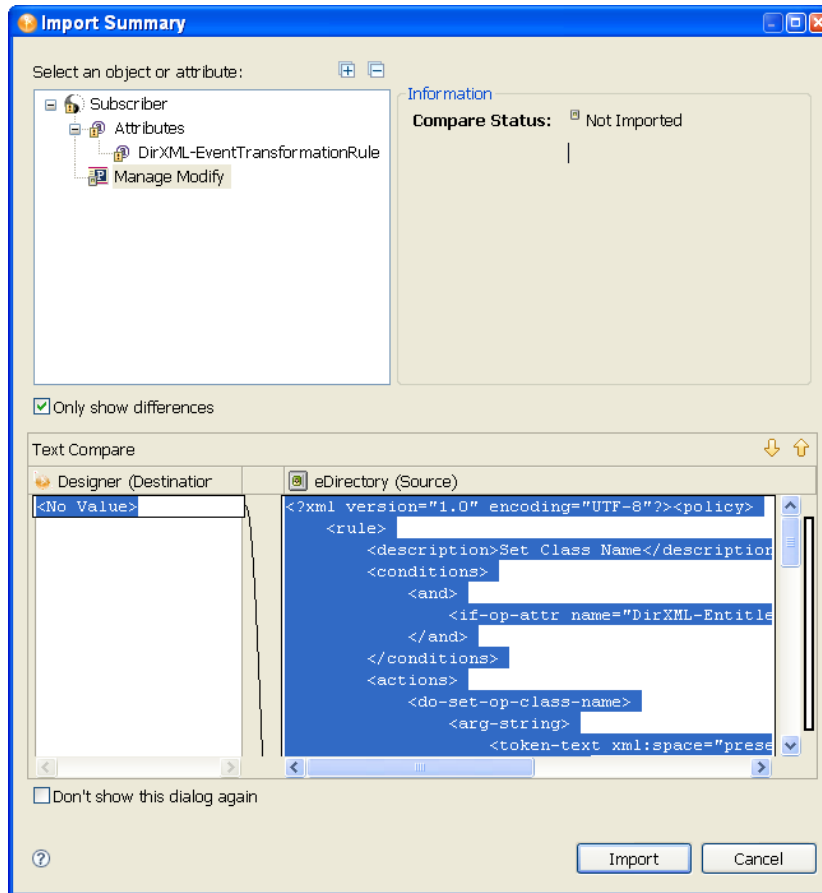 Import Summary
Select an object or attribute:
Subscriber
Attributes
DirXML-EventTransformationRule
Manage Modify
Information
Compare Status: Not Imported
Only show differences
Text Compare
Designer (Destination
eDirectory (Source)
<No Value>
<?xml version="1.0" encoding="UTF-8"?><policy>
<rule>
<description>Set Class Name</description
<conditions>
<and>
<if-op-attr name="DirXML-Entitle
</and>
</conditions>
<actions>
<do-set-op-class-name>
<arg-string>
<token-text xml:space="prese
Don't show this dialog again
Import
Cancel